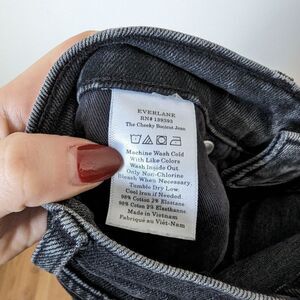 EVERLANE
RN# 139393
The Cheeky Bootcut Jean
Machine Wash Cold
With Like Colors
Wash Inside Out
Only Non-Chlorine
Bleach When Necessary
Tumble Dry Low
Cool Iron if Needed
98% Cotton 2% Elastane
98% Coton 2% Élasthanne
Made in Vietnam
Fabriqué au Viêt-Nam